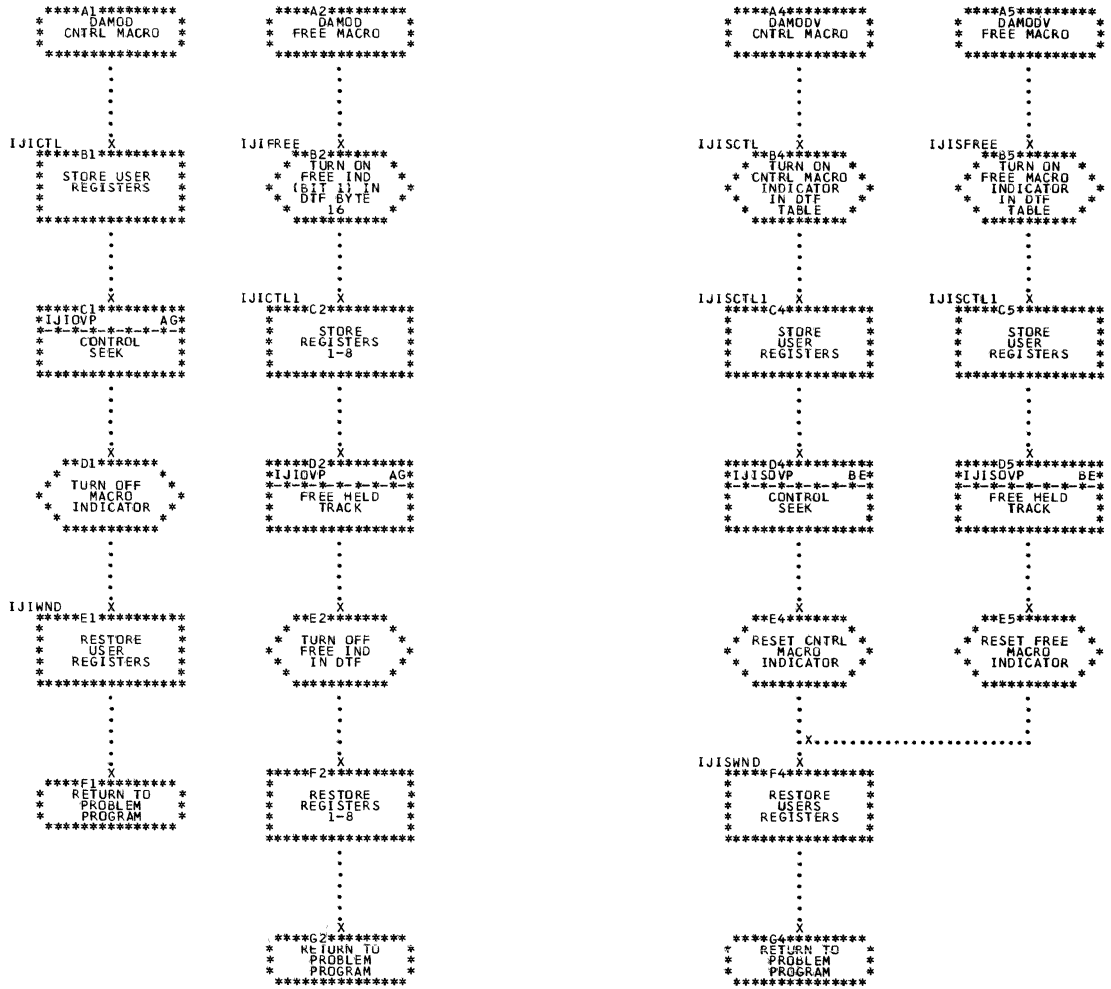 A1
DAMOD
CNTRL MACRO
IJICTL
B1
STORE USER
REGISTERS
C1
IJIOVP AG
CONTROL
SEEK
D1
TURN OFF
MACRO
INDICATOR
IJIWND
E1
RESTORE
USER
REGISTERS
F1
RETURN TO
PROBLEM
PROGRAM
A2
DAMOD
FREE MACRO
IJIFREE
B2
TURN ON
FREE IND
(BIT 1) IN
DTF BYTE
16
IJICTL1
C2
STORE
REGISTERS
1-8
D2
IJIOVP AG
FREE HELD
TRACK
E2
TURN OFF
FREE IND
IN DTF
F2
RESTORE
REGISTERS
1-8
G2
RETURN TO
PROBLEM
PROGRAM
A4
DAMODV
CNTRL MACRO
IJISCTL
B4
TURN ON
CNTRL MACRO
INDICATOR
IN DTF
TABLE
IJISCTL1
C4
STORE
USER
REGISTERS
D4
IJISOVP BE
CONTROL
SEEK
E4
RESET CNTRL
MACRO
INDICATOR
IJISWND
F4
RESTORE
USERS
REGISTERS
G4
RETURN TO
PROBLEM
PROGRAM
A5
DAMODV
FREE MACRO
IJISFREE
B5
TURN ON
FREE MACRO
INDICATOR
IN DTF
TABLE
IJISCTL1
C5
STORE
USER
REGISTERS
D5
IJISOVP BE
FREE HELD
TRACK
E5
RESET FREE
MACRO
INDICATOR